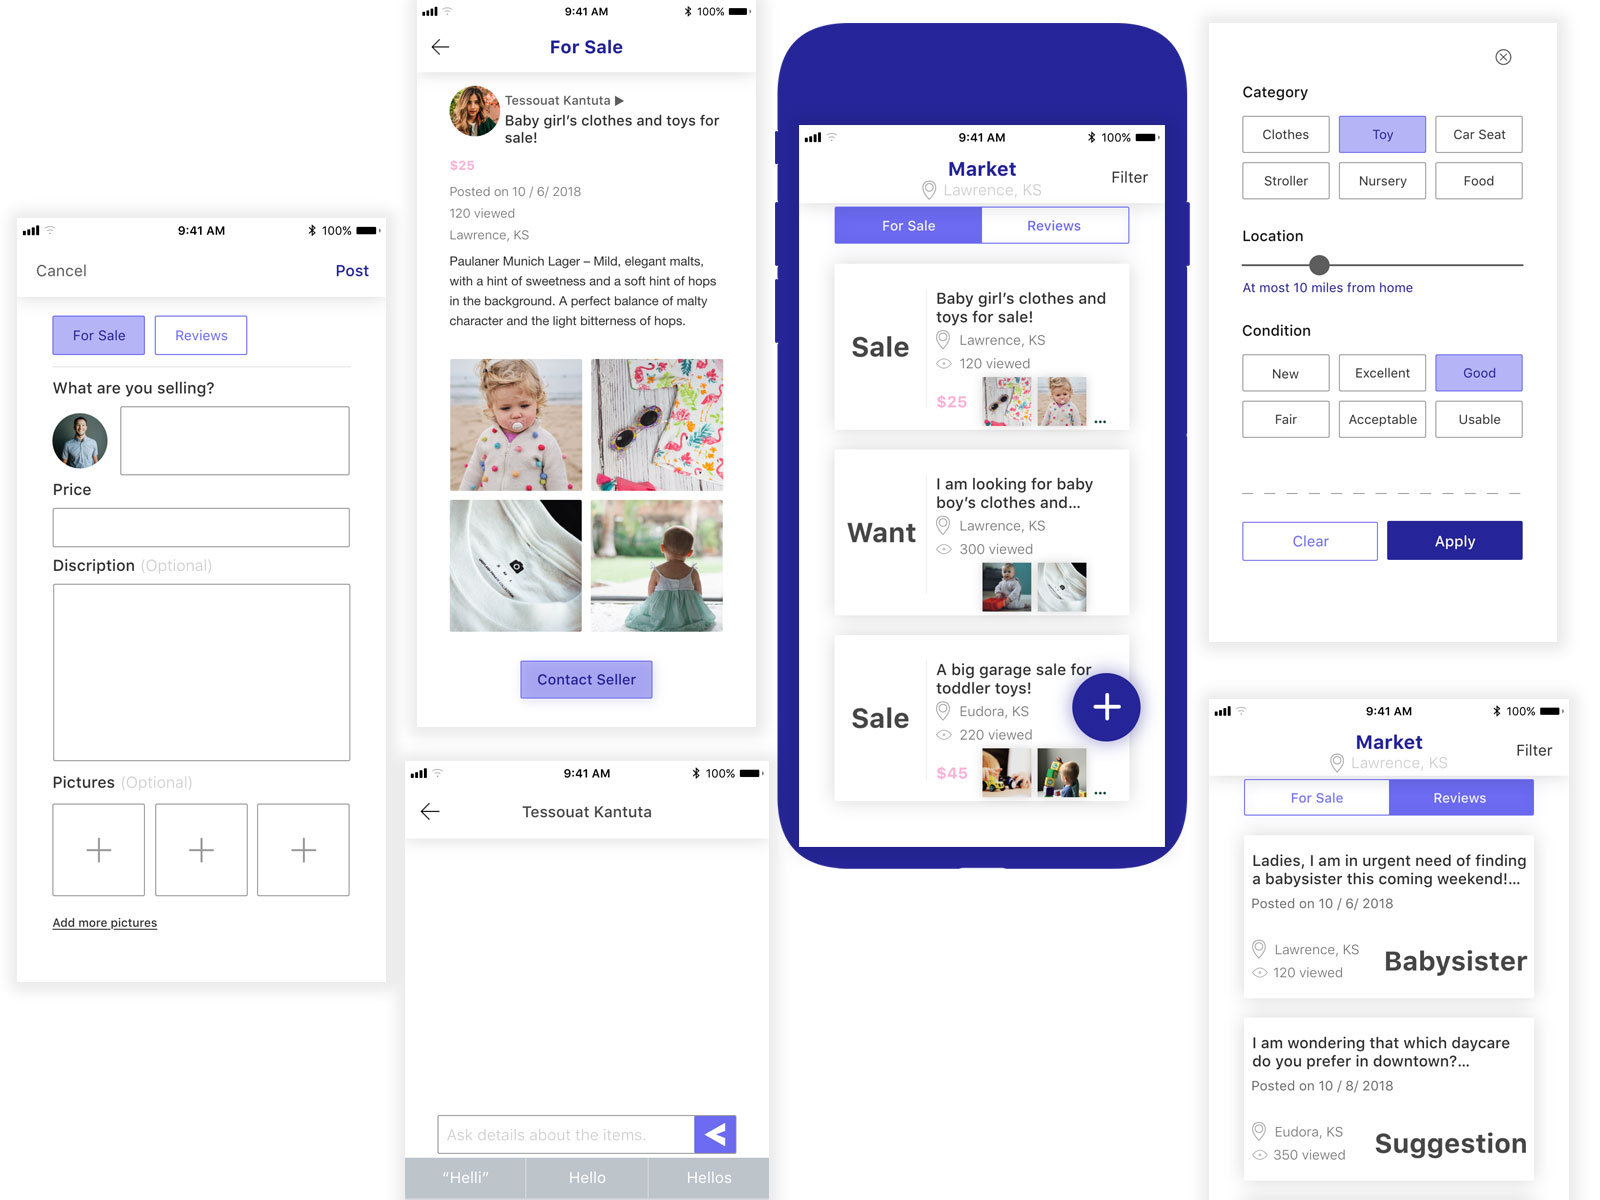 9:41 AM
100%
Cancel
Post
For Sale
Reviews
What are you selling?
Price
Discription (Optional)
Pictures (Optional)
Add more pictures
9:41 AM
100%
For Sale
Tessouat Kantuta
Baby girl’s clothes and toys for
sale!
$25
Posted on 10 / 6/ 2018
120 viewed
Lawrence, KS
Paulaner Munich Lager – Mild, elegant malts,
with a hint of sweetness and a soft hint of hops
in the background. A perfect balance of malty
character and the light bitterness of hops.
Contact Seller
9:41 AM
100%
Tessouat Kantuta
Ask details about the items.
“Helli”
Hello
Hellos
9:41 AM
100%
Market
Lawrence, KS
Filter
For Sale
Reviews
Sale
Baby girl’s clothes and
toys for sale!
Lawrence, KS
120 viewed
$25
...
Want
I am looking for baby
boy’s clothes and...
Lawrence, KS
300 viewed
Sale
A big garage sale for
toddler toys!
Eudora, KS
220 viewed
$45
...
Category
Clothes
Toy
Car Seat
Stroller
Nursery
Food
Location
At most 10 miles from home
Condition
New
Excellent
Good
Fair
Acceptable
Usable
Clear
Apply
9:41 AM
100%
Market
Lawrence, KS
Filter
For Sale
Reviews
Ladies, I am in urgent need of finding
a babysister this coming weekend!...
Posted on 10 / 6/ 2018
Lawrence, KS
120 viewed
Babysister
I am wondering that which daycare
do you prefer in downtown?...
Posted on 10 / 8/ 2018
Eudora, KS
350 viewed
Suggestion